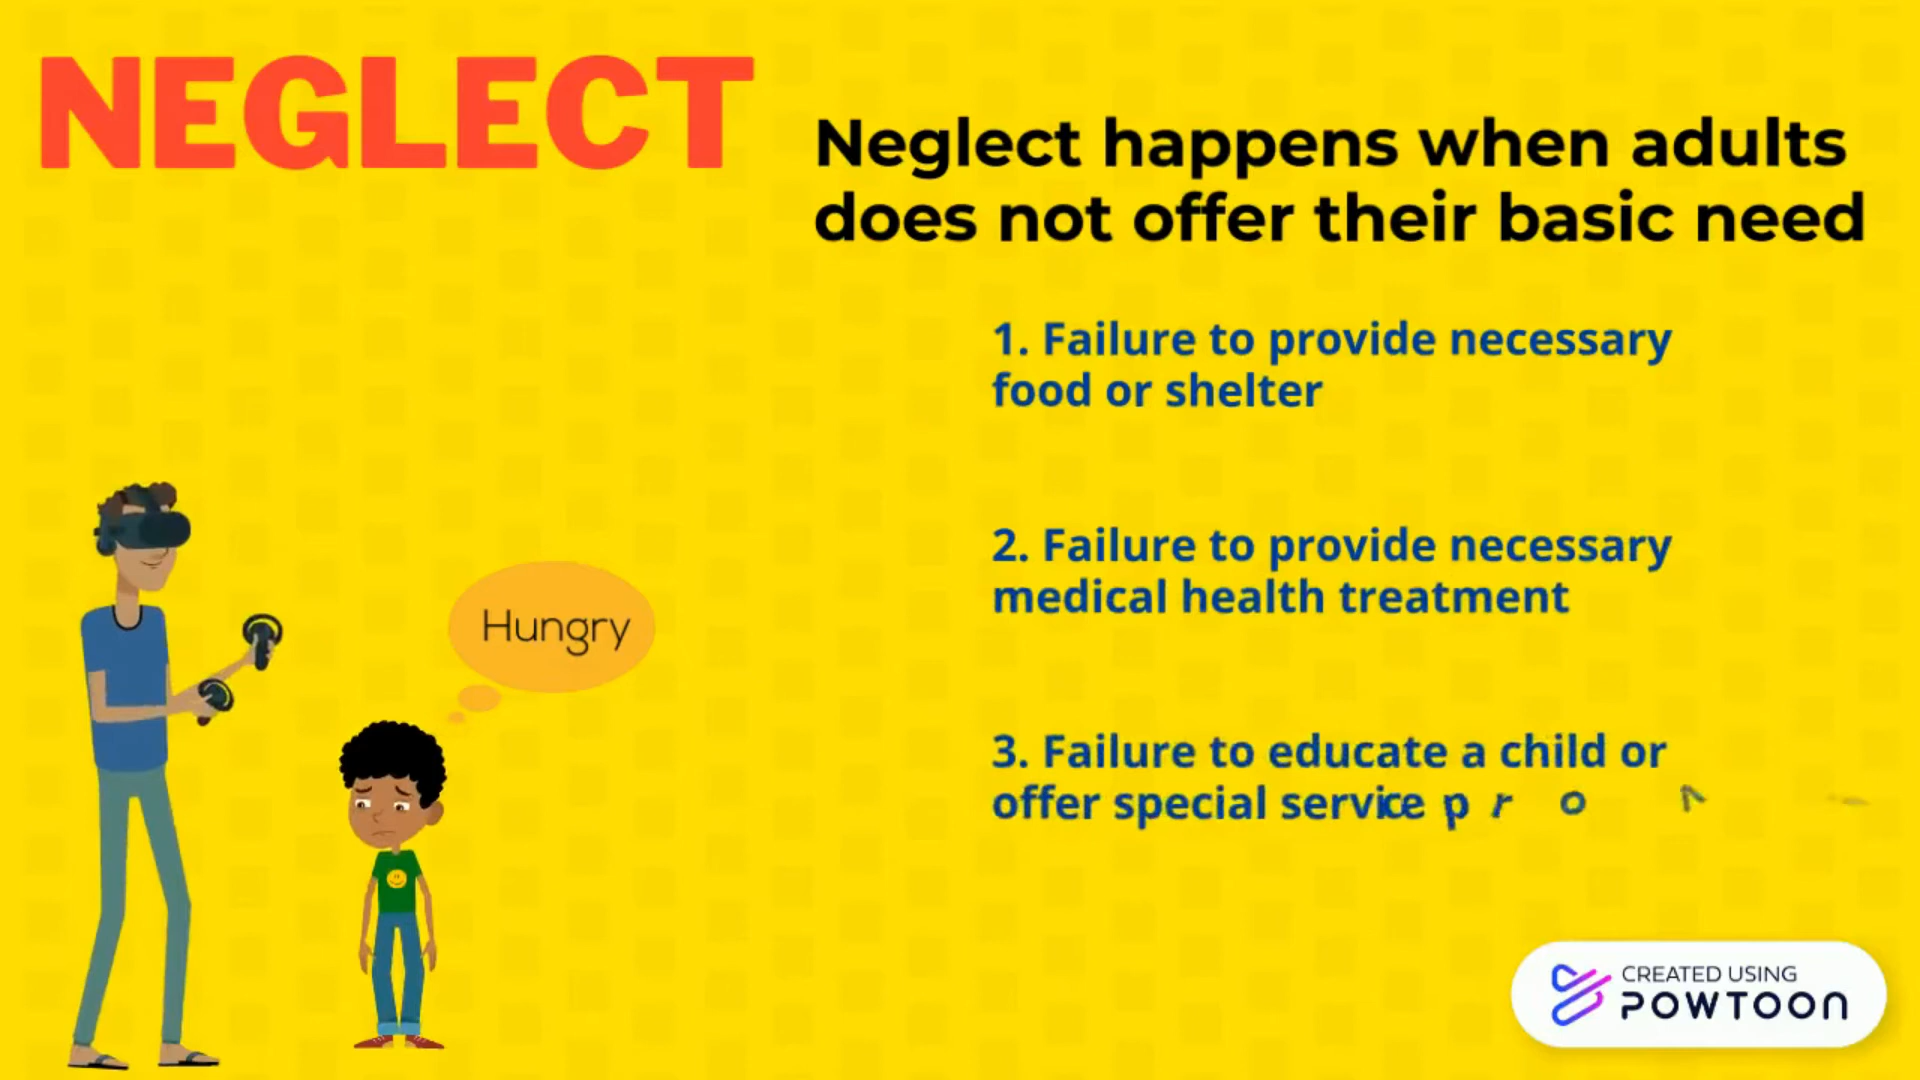 NEGLECT
Neglect happens when adults
does not offer their basic need
1. Failure to provide necessary
food or shelter
2. Failure to provide necessary
medical health treatment
3. Failure to educate a child or
offer special service
Hungry
CREATED USING
POWTOON